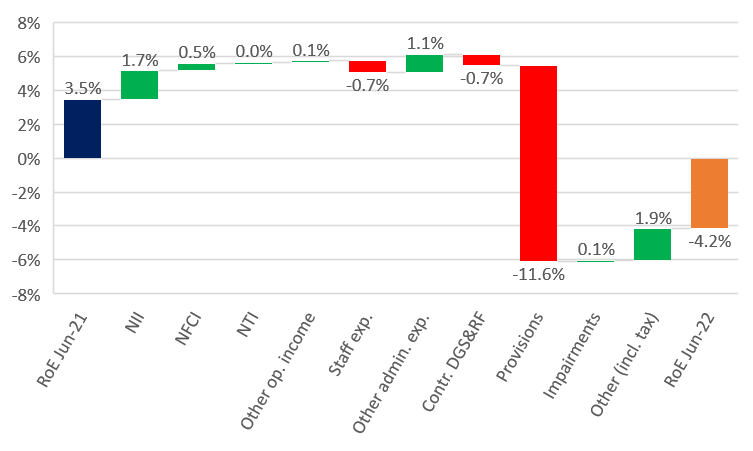 8%
6%
4%
2%
0%
-2%
-4%
-6%
-8%
3.5%
1.7%
0.5%
0.0%
0.1%
-0.7%
1.1%
-0.7%
-11.6%
0.1%
1.9%
-4.2%
RoE Jun-21
NII
NFCI
NTI
Other op. income
Staff exp.
Other admin. exp.
Contr. DGS&RF
Provisions
Impairments
Other (incl. tax)
RoE Jun-22